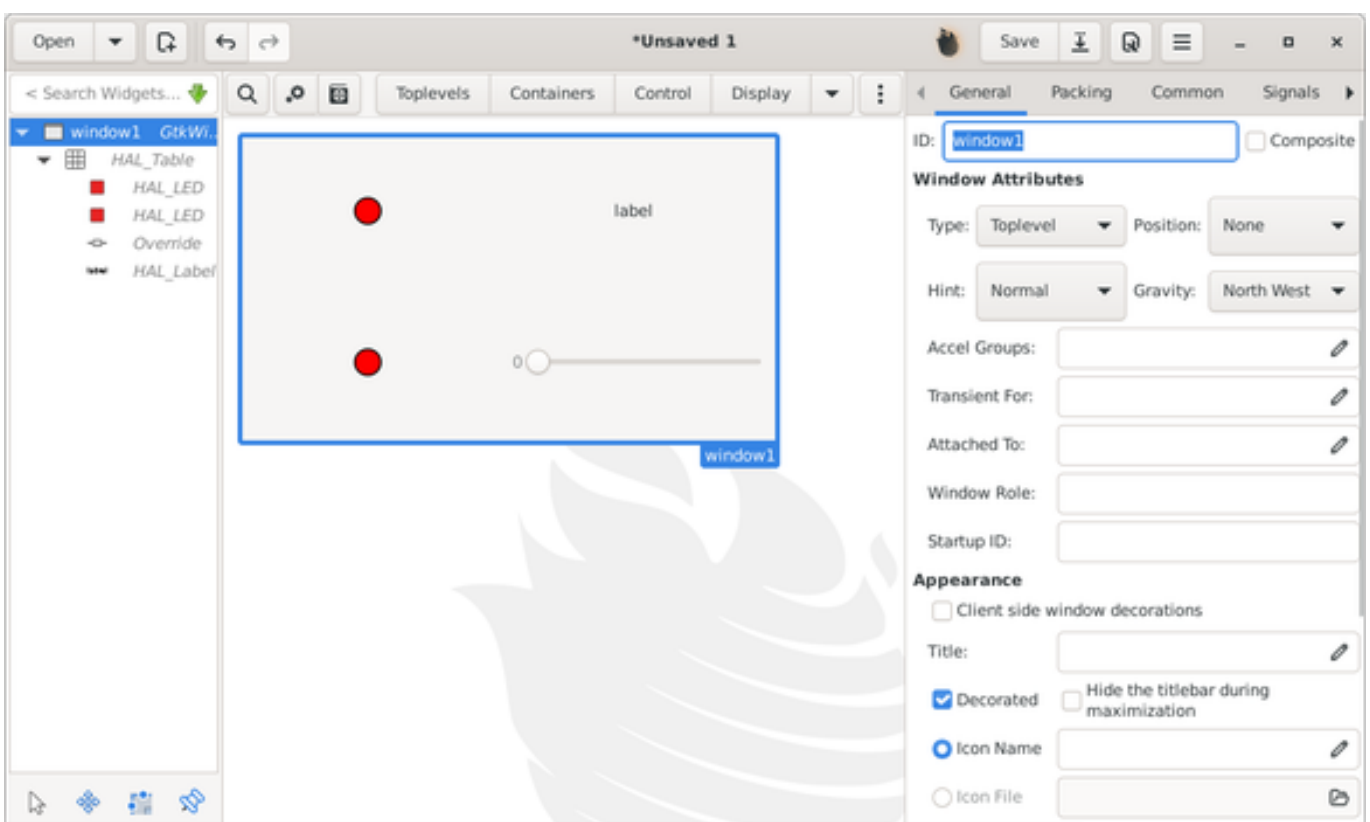 Open
*Unsaved 1
Save
< Search Widgets...
Toplevels
Containers
Control
Display
General
Packing
Common
Signals
window1 GtkWi..
HAL_Table
HAL_LED
HAL_LED
Override
HAL_Label
label
0
window1
ID: window1
Composite
Window Attributes
Type: Toplevel
Position: None
Hint: Normal
Gravity: North West
Accel Groups:
Transient For:
Attached To:
Window Role:
Startup ID:
Appearance
Client side window decorations
Title:
Decorated
Hide the titlebar during
maximization
Icon Name
Icon File